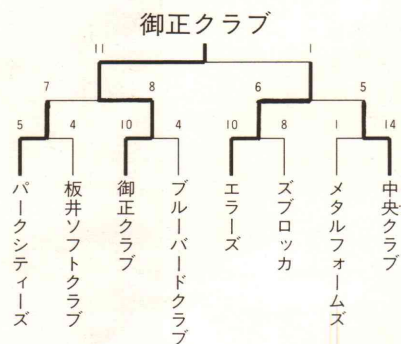 御正クラブ
11 1
7 8 6 5
5 4 10 4 10 8 1 14
パークシティーズ
板井ソフトクラブ
御正クラブ
ブルーバードクラブ
エラーズ
ズブロッカ
メタルフォームズ
中央クラブ